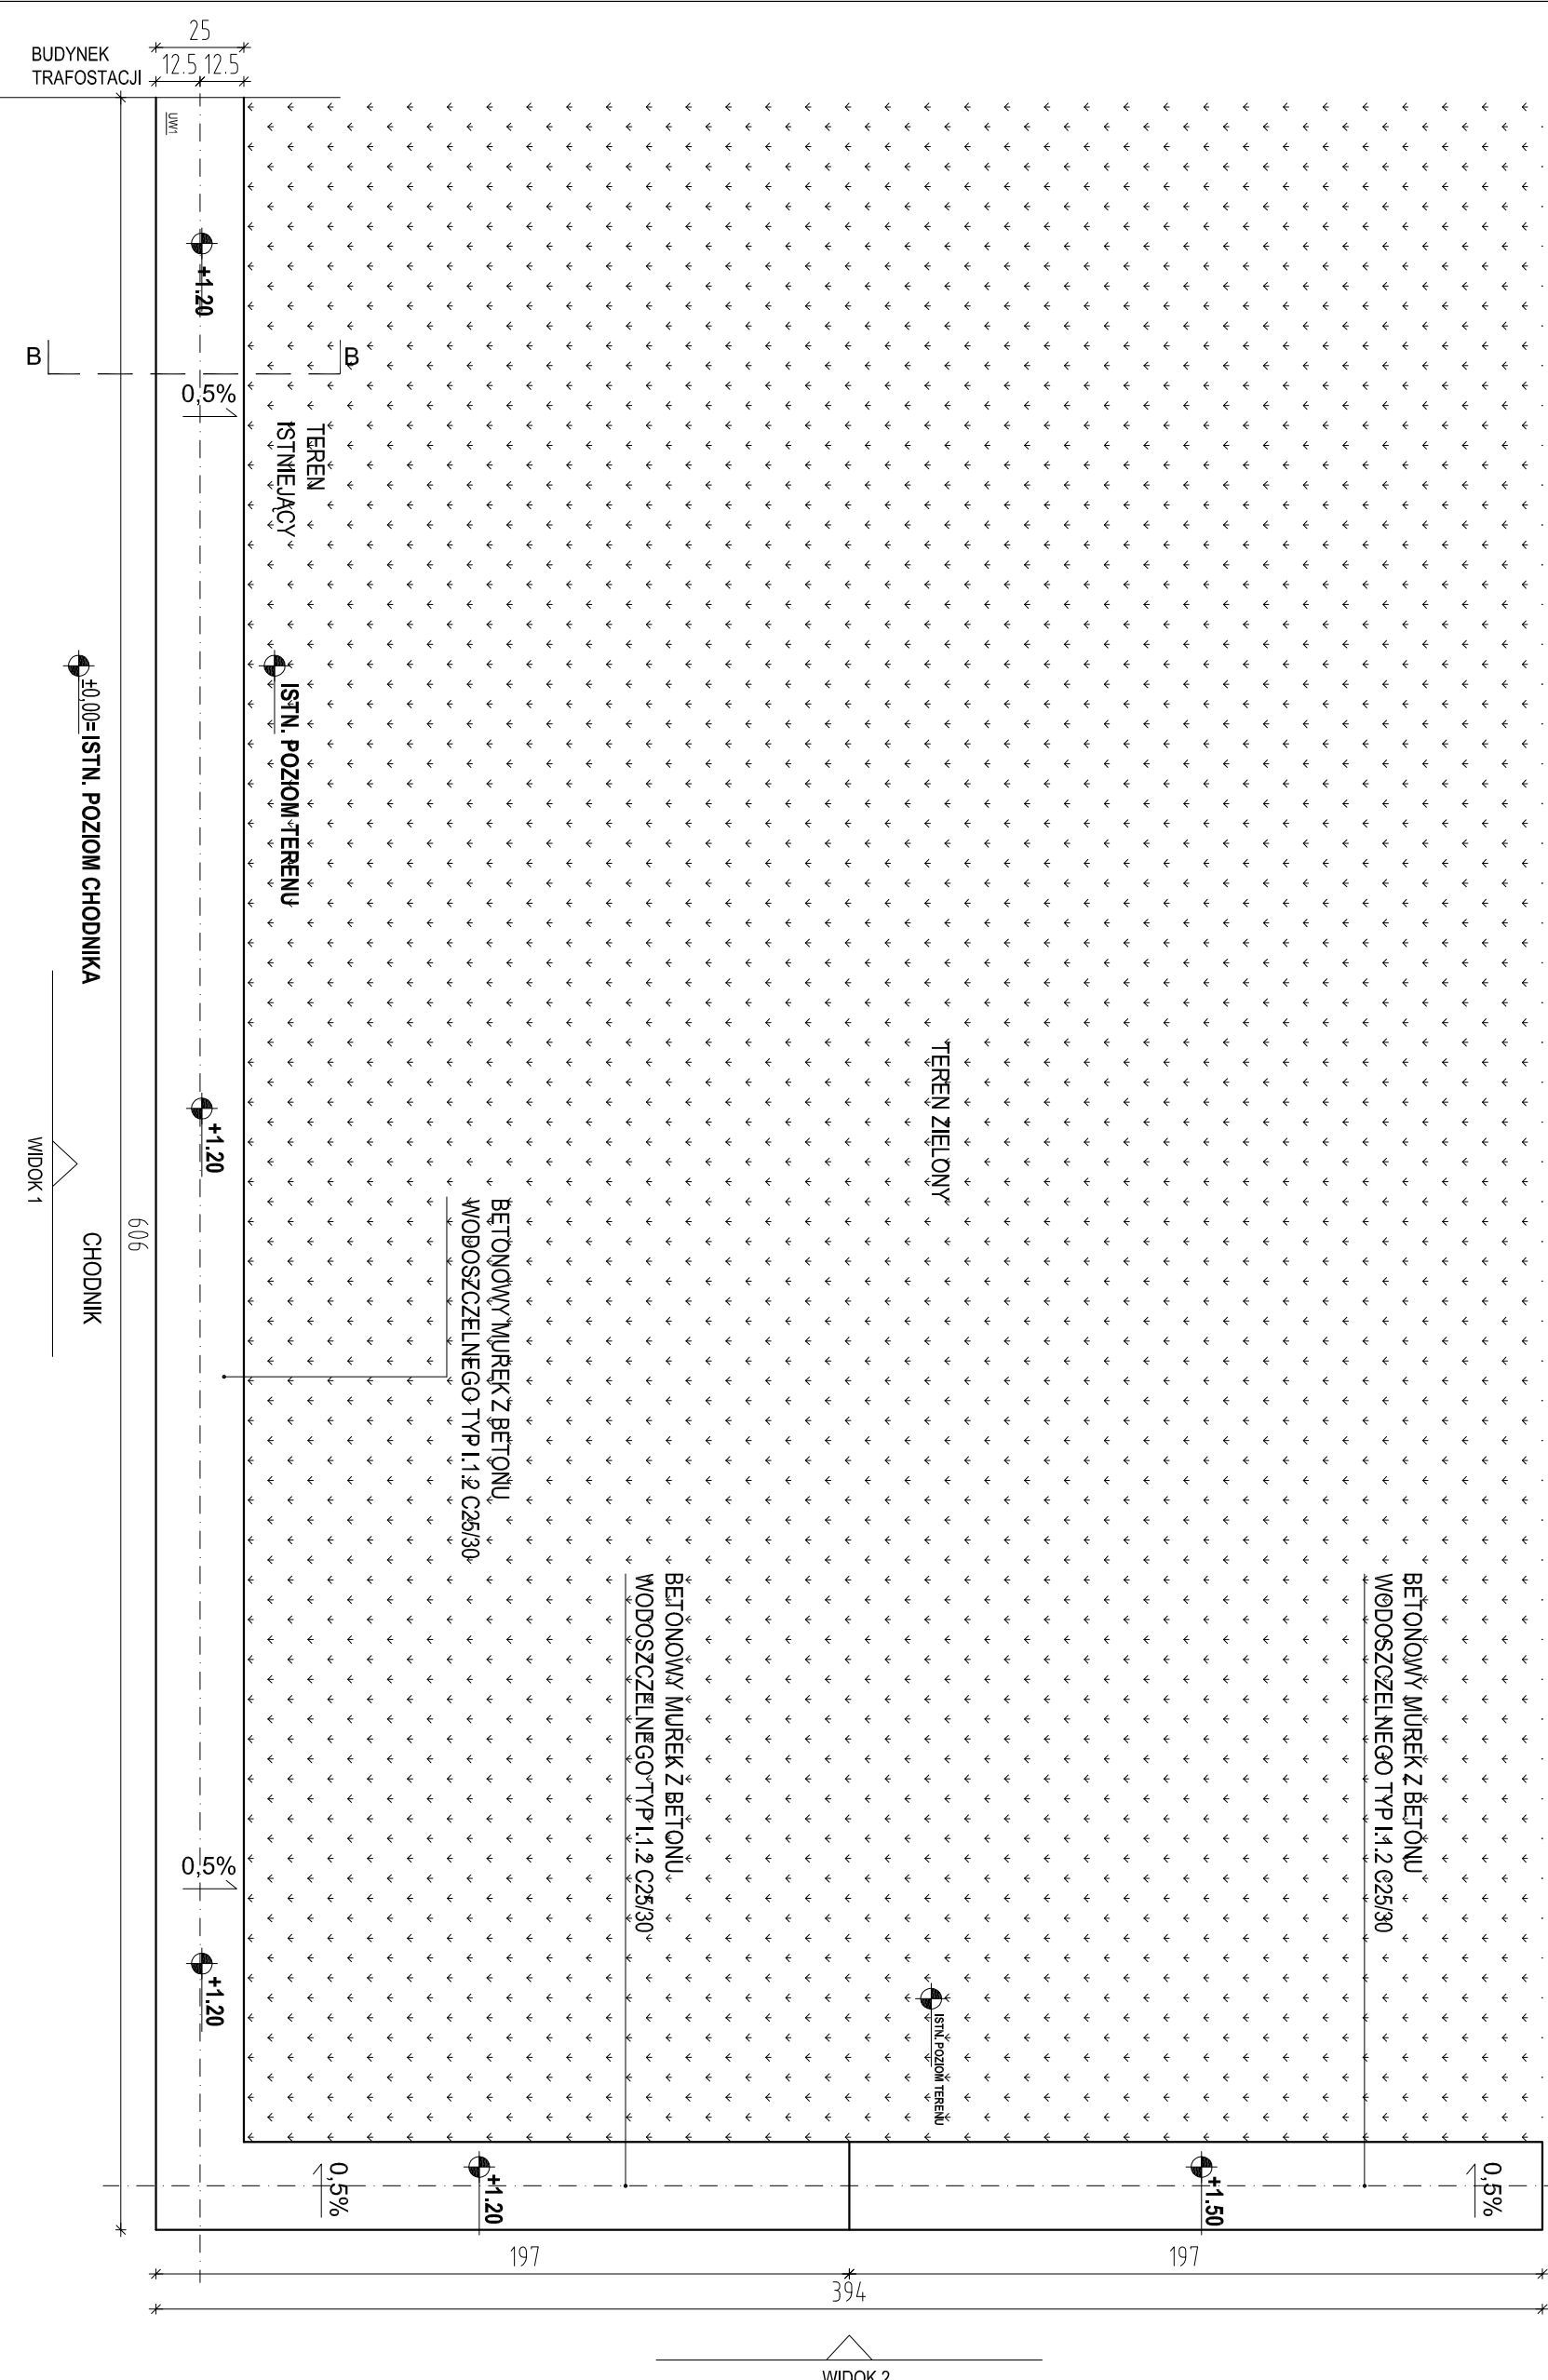 25
BUDYNEK
TRAFOSTACJI
12.5 12.5
UW1
+1.20
B
B
0,5%
TEREN
ISTNIEJĄCY
±0,00= ISTN. POZIOM CHODNIKA
ISTN. POZIOM TERENU
TEREN ZIELONY
+1.20
WIDOK 1
606
CHODNIK
BETONOWY MUREK Z BETONU
WODOSZCZELNEGO TYP I.1.2 C25/30
BETONOWY MUREK Z BETONU
WODOSZCZELNEGO TYP I.1.2 C25/30
BETONOWY MUREK Z BETONU
WODOSZCZELNEGO TYP I.1.2 C25/30
0,5%
+1.20
ISTN. POZIOM TERENU
0,5%
+1.20
+1.50
0,5%
197
197
394
WIDOK 2